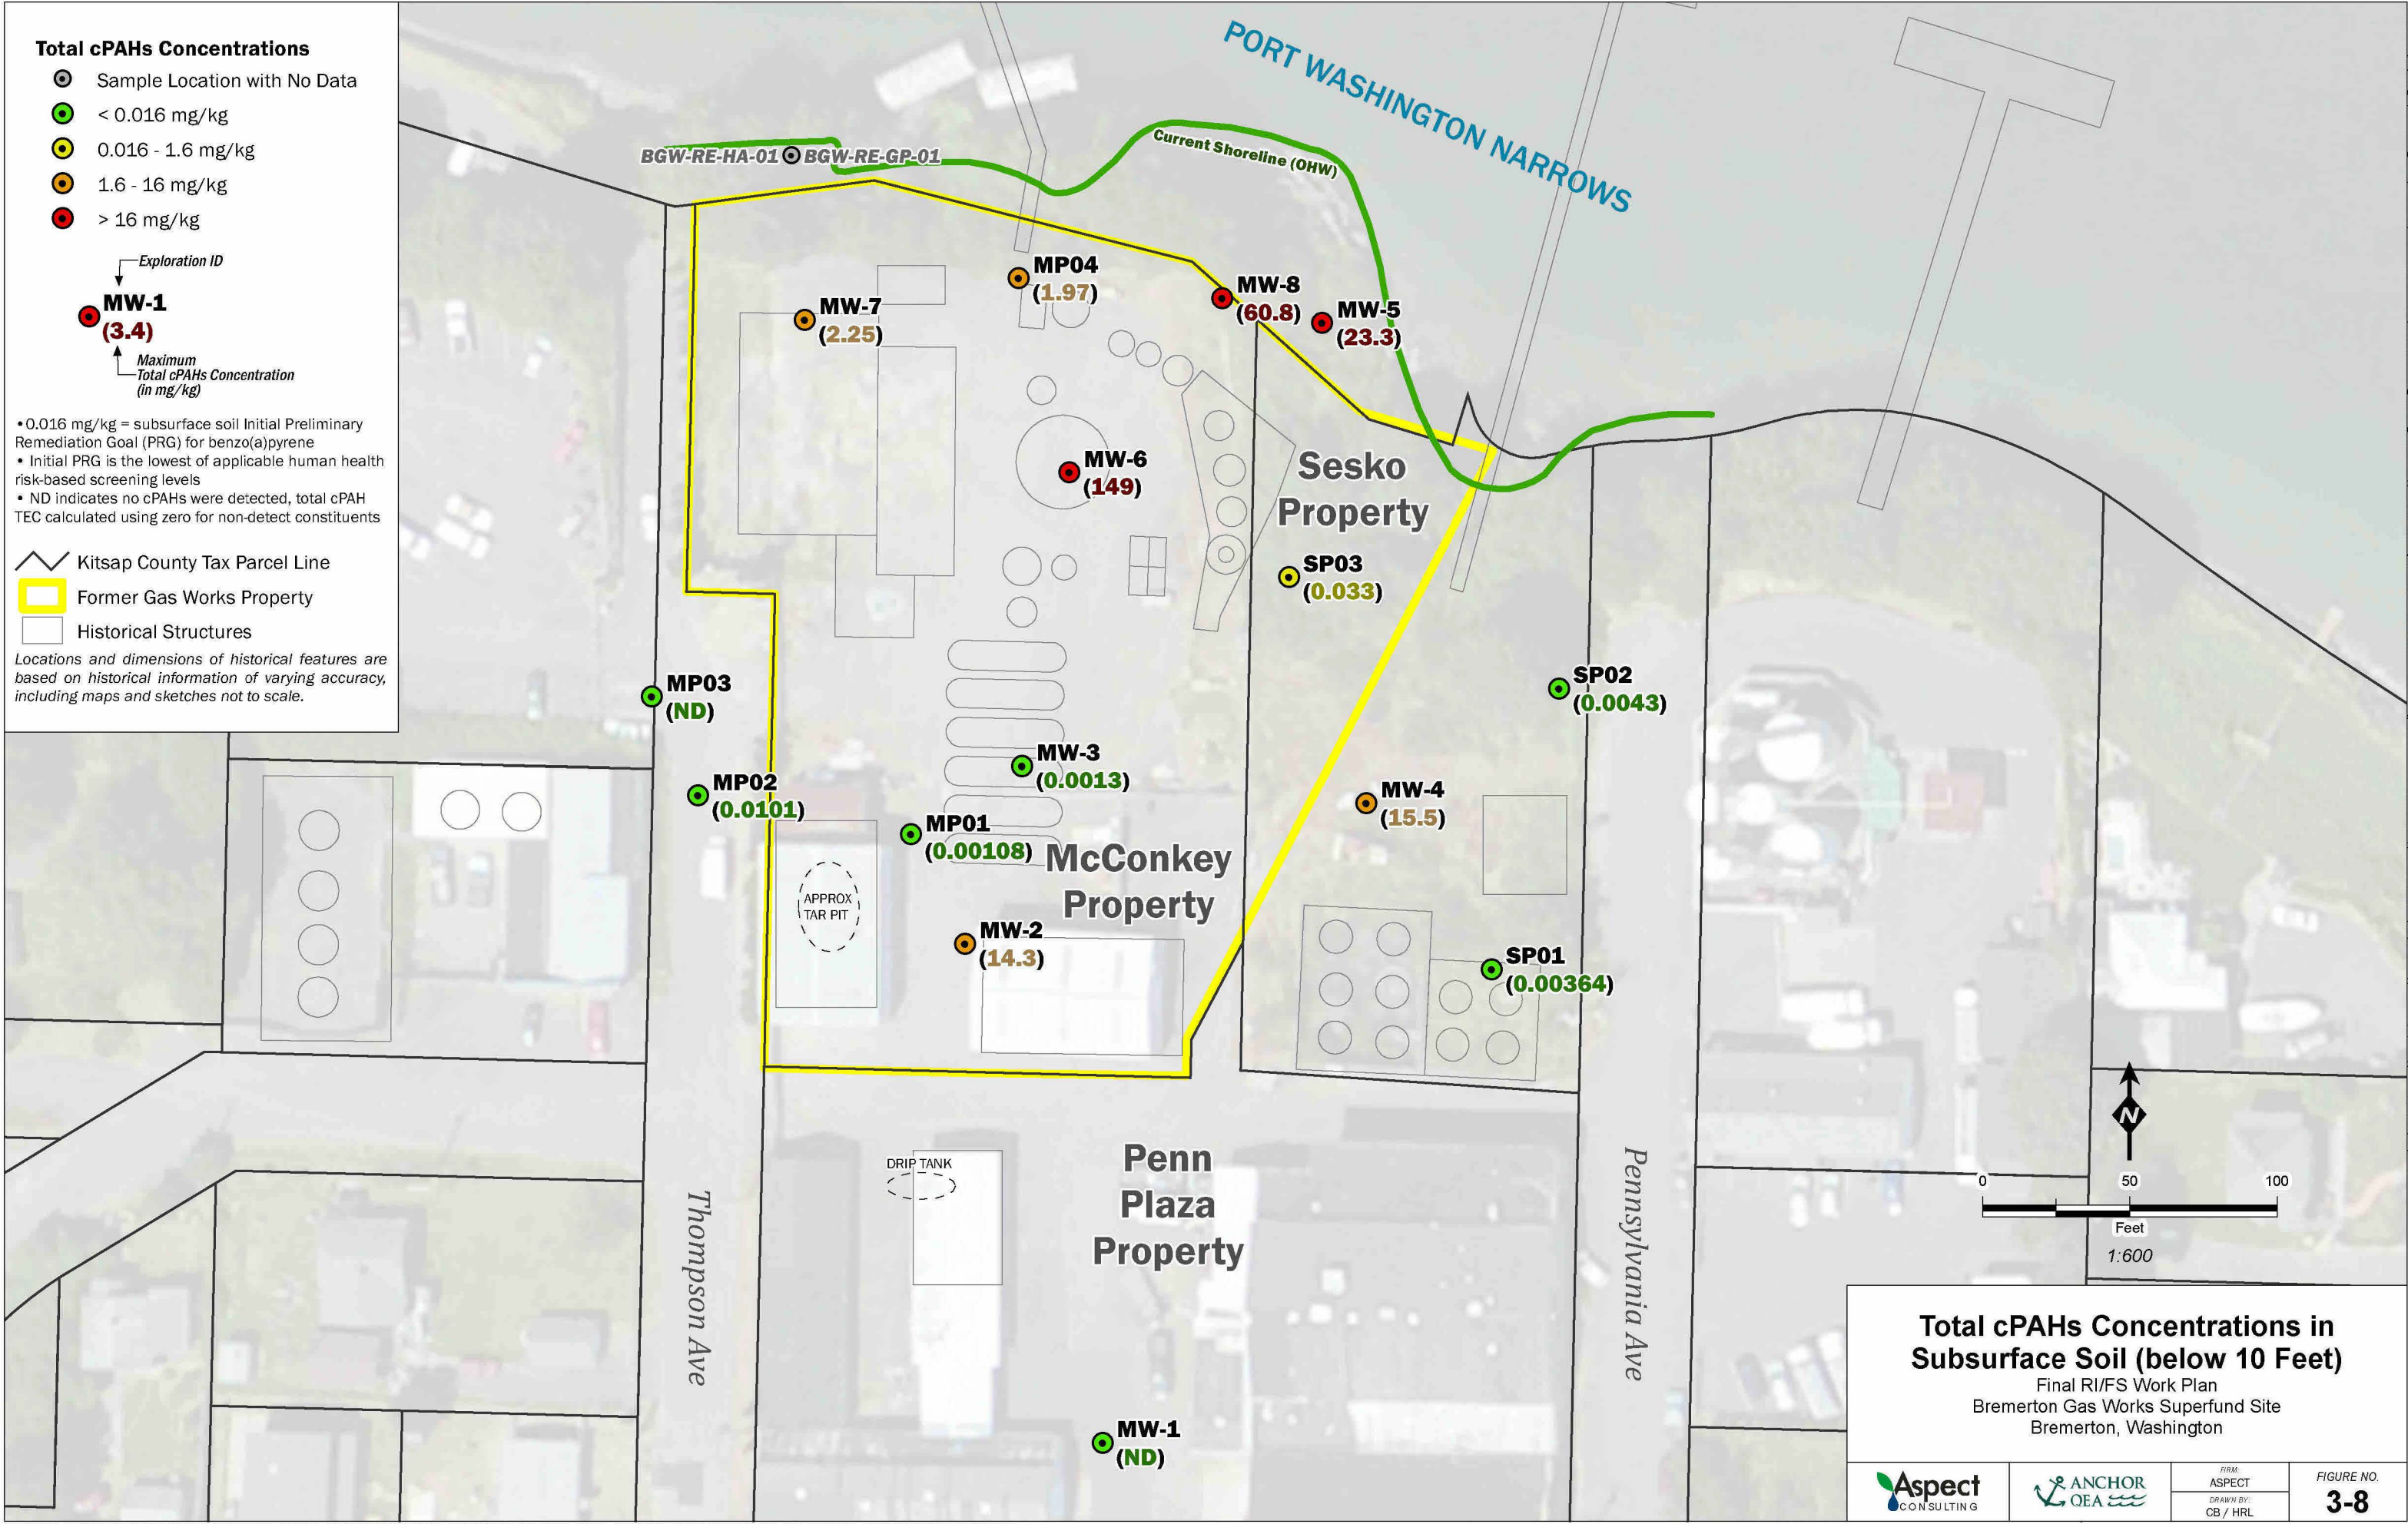 Total cPAHs Concentrations
Sample Location with No Data
< 0.016 mg/kg
0.016 - 1.6 mg/kg
1.6 - 16 mg/kg
> 16 mg/kg
Exploration ID
MW-1
(3.4)
Maximum
Total cPAHs Concentration
(in mg/kg)
• 0.016 mg/kg = subsurface soil Initial Preliminary
Remediation Goal (PRG) for benzo(a)pyrene
• Initial PRG is the lowest of applicable human health
risk-based screening levels
• ND indicates no cPAHs were detected, total cPAH
TEC calculated using zero for non-detect constituents
Kitsap County Tax Parcel Line
Former Gas Works Property
Historical Structures
Locations and dimensions of historical features are
based on historical information of varying accuracy,
including maps and sketches not to scale.
PORT WASHINGTON NARROWS
Current Shoreline (OHW)
BGW-RE-HA-01
BGW-RE-GP-01
MP04
(1.97)
MW-7
(2.25)
MW-8
(60.8)
MW-5
(23.3)
MW-6
(149)
Sesko
Property
SP03
(0.033)
MP03
(ND)
SP02
(0.0043)
MW-3
(0.0013)
MP02
(0.0101)
MW-4
(15.5)
MP01
(0.00108)
McConkey
Property
APPROX
TAR PIT
MW-2
(14.3)
SP01
(0.00364)
DRIP TANK
Penn
Plaza
Property
Thompson Ave
Pennsylvania Ave
MW-1
(ND)
N
0 50 100
Feet
1:600
Total cPAHs Concentrations in
Subsurface Soil (below 10 Feet)
Final RI/FS Work Plan
Bremerton Gas Works Superfund Site
Bremerton, Washington
Aspect
CONSULTING
ANCHOR
QEA
FIRM:
ASPECT
DRAWN BY:
CB / HRL
FIGURE NO.
3-8